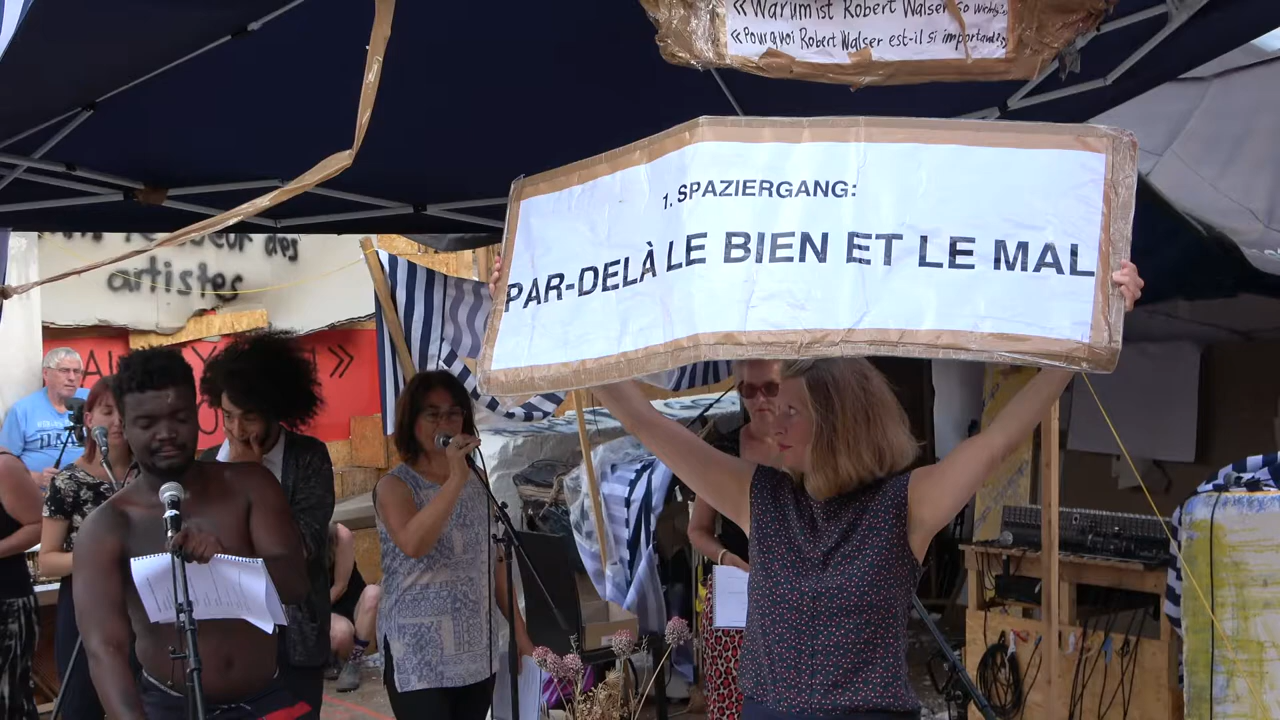 «Warum ist Robert Walser so wichtig?»
«Pourquoi Robert Walser est-il si important?»
1. SPAZIERGANG:
PAR-DELÀ LE BIEN ET LE MAL
des
artistes
»